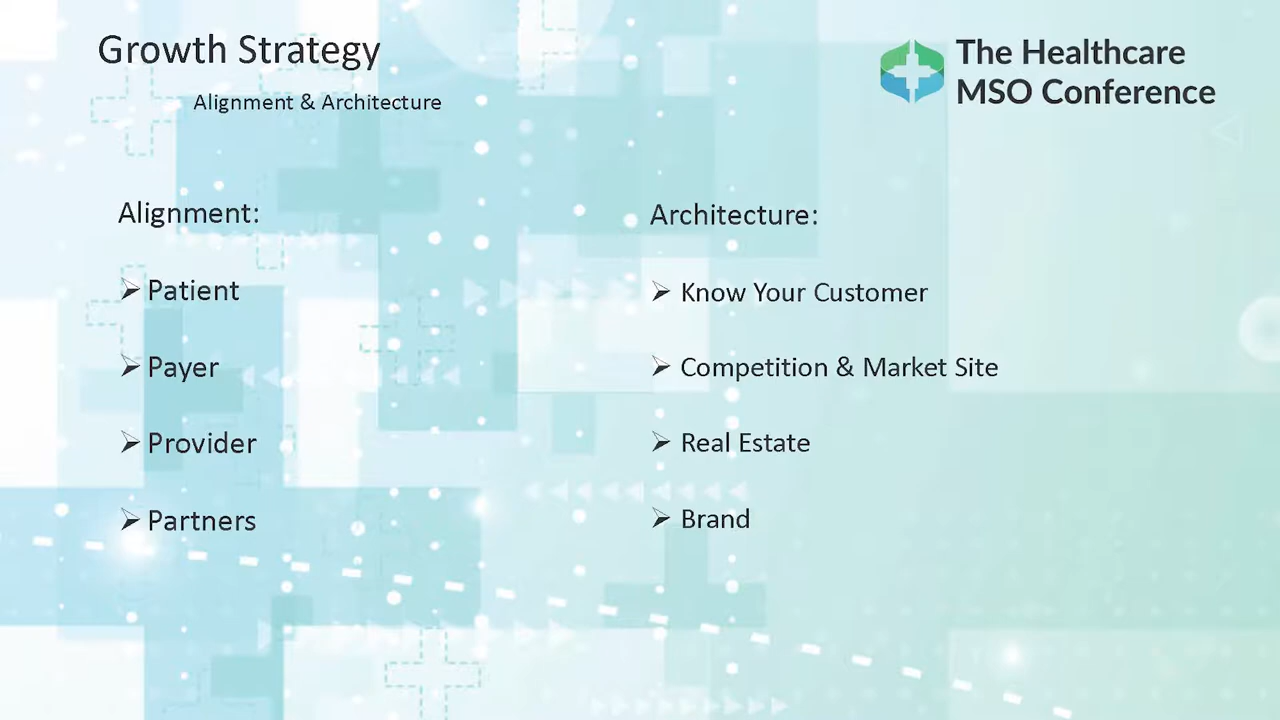 Growth Strategy
Alignment & Architecture
The Healthcare
MSO Conference
Alignment:
Patient
Payer
Provider
Partners
Architecture:
Know Your Customer
Competition & Market Site
Real Estate
Brand